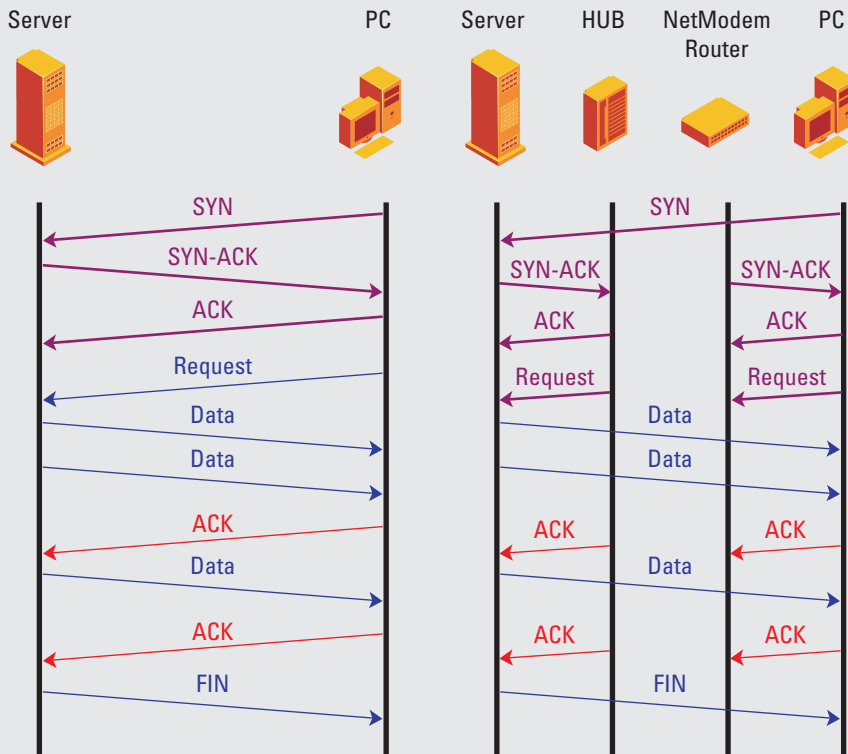 Server
PC
SYN
SYN-ACK
ACK
Request
Data
Data
ACK
Data
ACK
FIN
Server
HUB
NetModem
Router
PC
SYN
SYN-ACK
SYN-ACK
ACK
ACK
Request
Request
Data
Data
ACK
ACK
Data
ACK
ACK
FIN